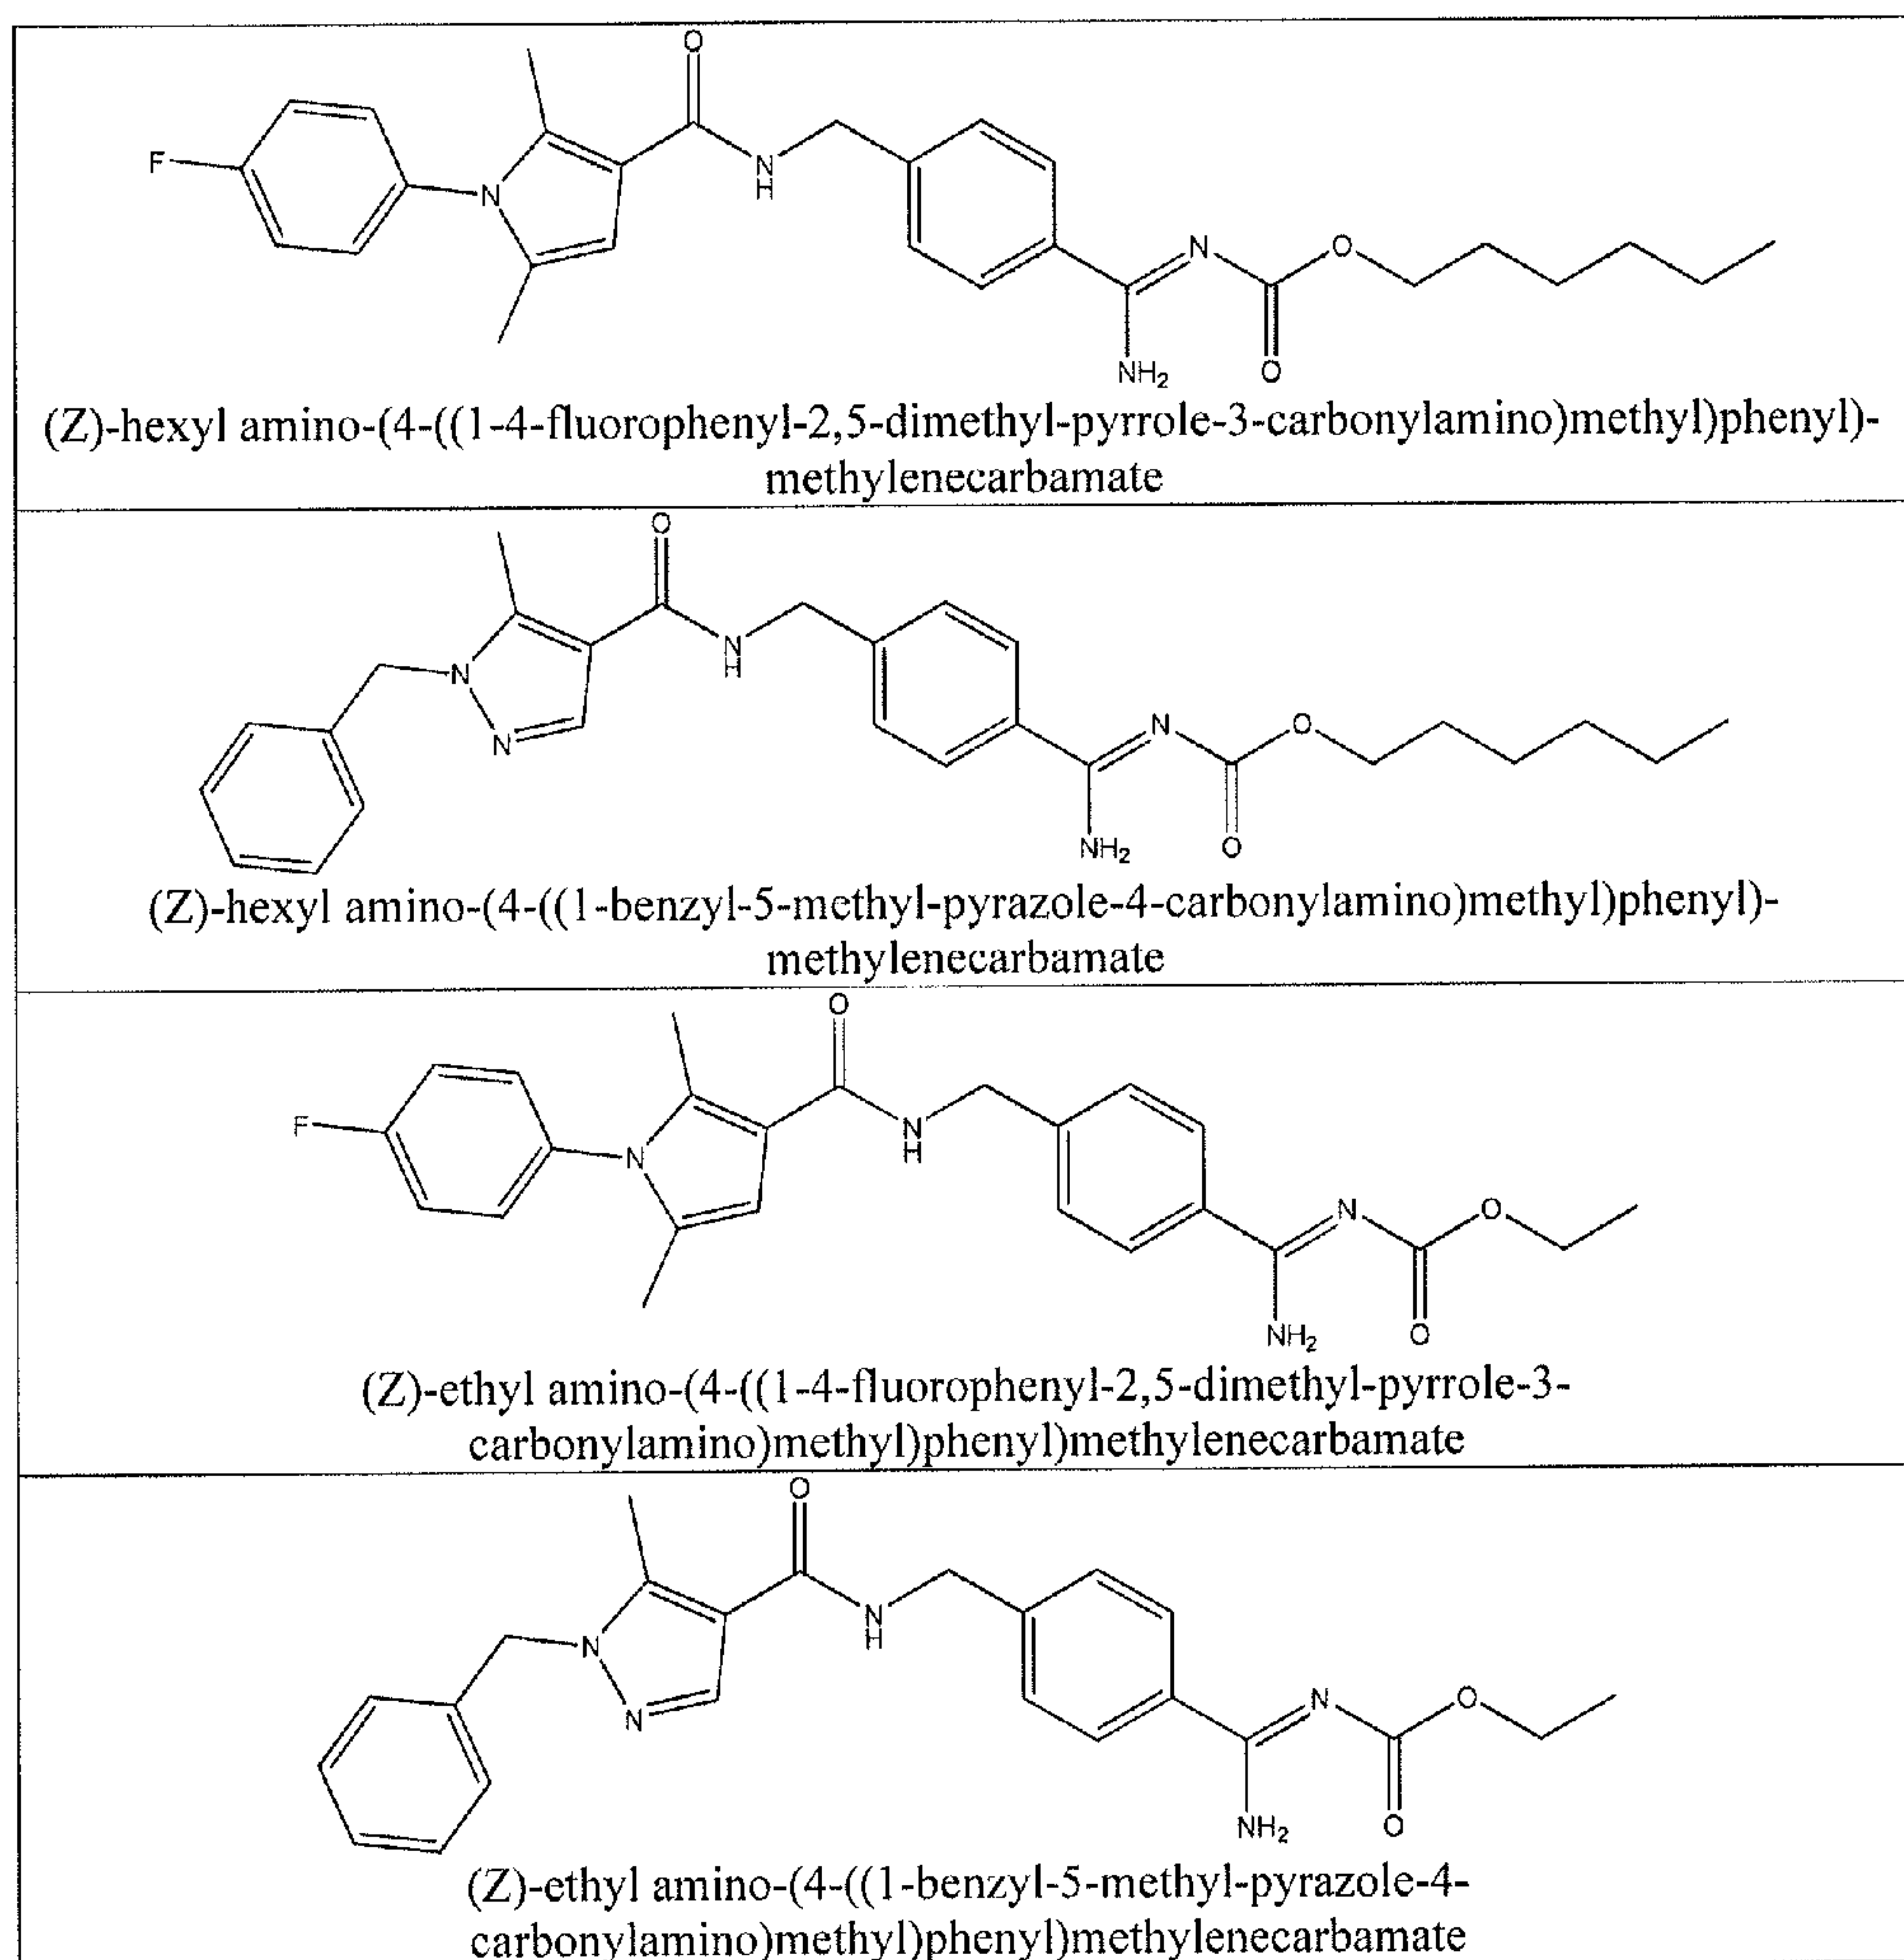 O
F
N
N
H
N
O
NH2
O
(Z)-hexyl amino-(4-((1-4-fluorophenyl-2,5-dimethyl-pyrrole-3-carbonylamino)methyl)phenyl)-
methylenecarbamate
O
N
N
H
N
N
O
NH2
O
(Z)-hexyl amino-(4-((1-benzyl-5-methyl-pyrazole-4-carbonylamino)methyl)phenyl)-
methylenecarbamate
O
F
N
N
H
N
O
NH2
O
(Z)-ethyl amino-(4-((1-4-fluorophenyl-2,5-dimethyl-pyrrole-3-
carbonylamino)methyl)phenyl)methylenecarbamate
O
N
N
H
N
N
O
NH2
O
(Z)-ethyl amino-(4-((1-benzyl-5-methyl-pyrazole-4-
carbonylamino)methyl)phenyl)methylenecarbamate